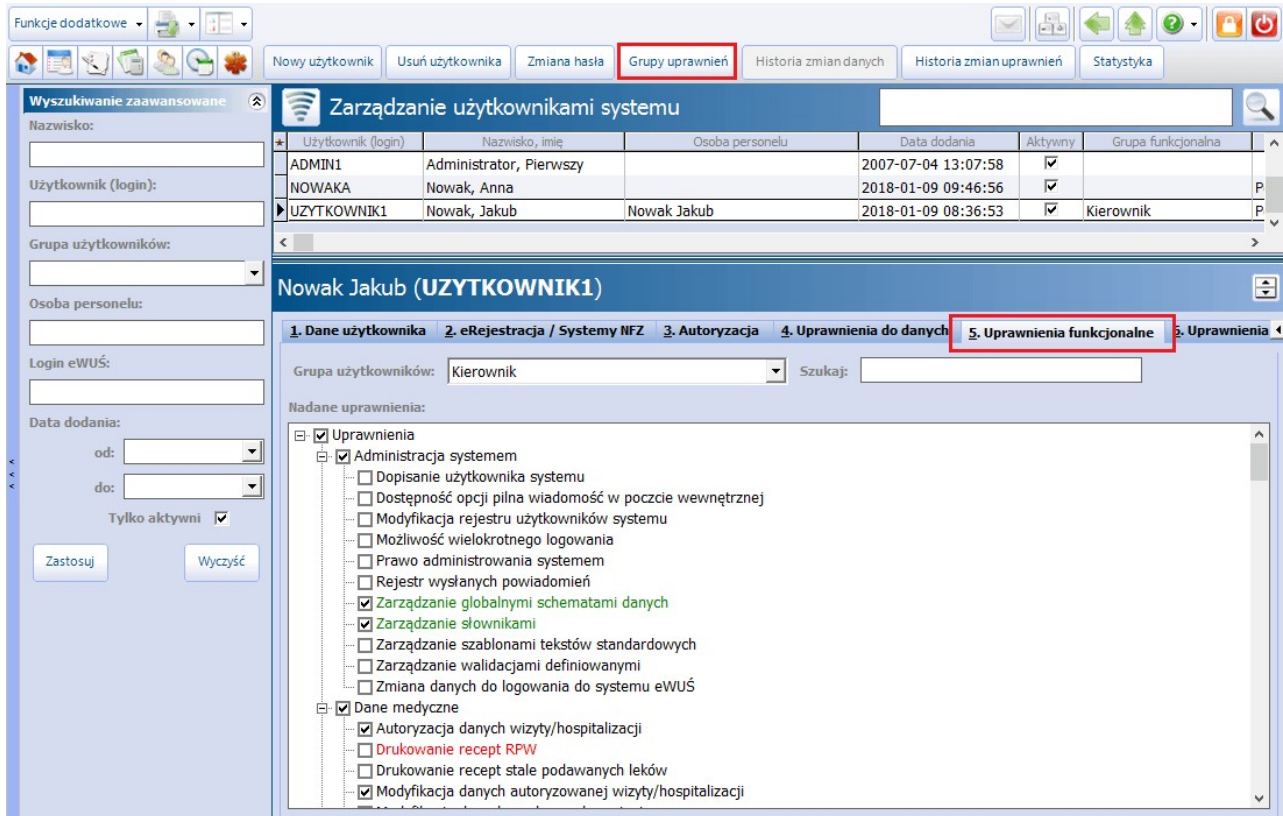 Funkcje dodatkowe
Nowy użytkownik Usuń użytkownika Zmiana hasła Grupy uprawnień Historia zmian danych Historia zmian uprawnień Statystyka
Wyszukiwanie zaawansowane
Nazwisko:
Użytkownik (login):
Grupa użytkowników:
Osoba personelu:
Login eWUŚ:
Data dodania:
od:
do:
Tylko aktywni
Zastosuj Wyczyść
Zarządzanie użytkownikami systemu
Użytkownik (login) Nazwisko, imię Osoba personelu Data dodania Aktywny Grupa funkcjonalna
ADMIN1 Administrator, Pierwszy 2007-07-04 13:07:58
NOWAKA Nowak, Anna 2018-01-09 09:46:56 P
UZYTKOWNIK1 Nowak, Jakub Nowak Jakub 2018-01-09 08:36:53 Kierownik P
Nowak Jakub (UZYTKOWNIK1)
1. Dane użytkownika 2. eRejestracja / Systemy NFZ 3. Autoryzacja 4. Uprawnienia do danych 5. Uprawnienia funkcjonalne 6. Uprawnienia
Grupa użytkowników: Kierownik Szukaj:
Nadane uprawnienia:
Uprawnienia
Administracja systemem
Dopisanie użytkownika systemu
Dostępność opcji pilna wiadomość w poczcie wewnętrznej
Modyfikacja rejestru użytkowników systemu
Możliwość wielokrotnego logowania
Prawo administrowania systemem
Rejestr wysłanych powiadomień
Zarządzanie globalnymi schematami danych
Zarządzanie słownikami
Zarządzanie szablonami tekstów standardowych
Zarządzanie walidacjami definiowanymi
Zmiana danych do logowania do systemu eWUŚ
Dane medyczne
Autoryzacja danych wizyty/hospitalizacji
Drukowanie recept RPW
Drukowanie recept stale podawanych leków
Modyfikacja danych autoryzowanej wizyty/hospitalizacji